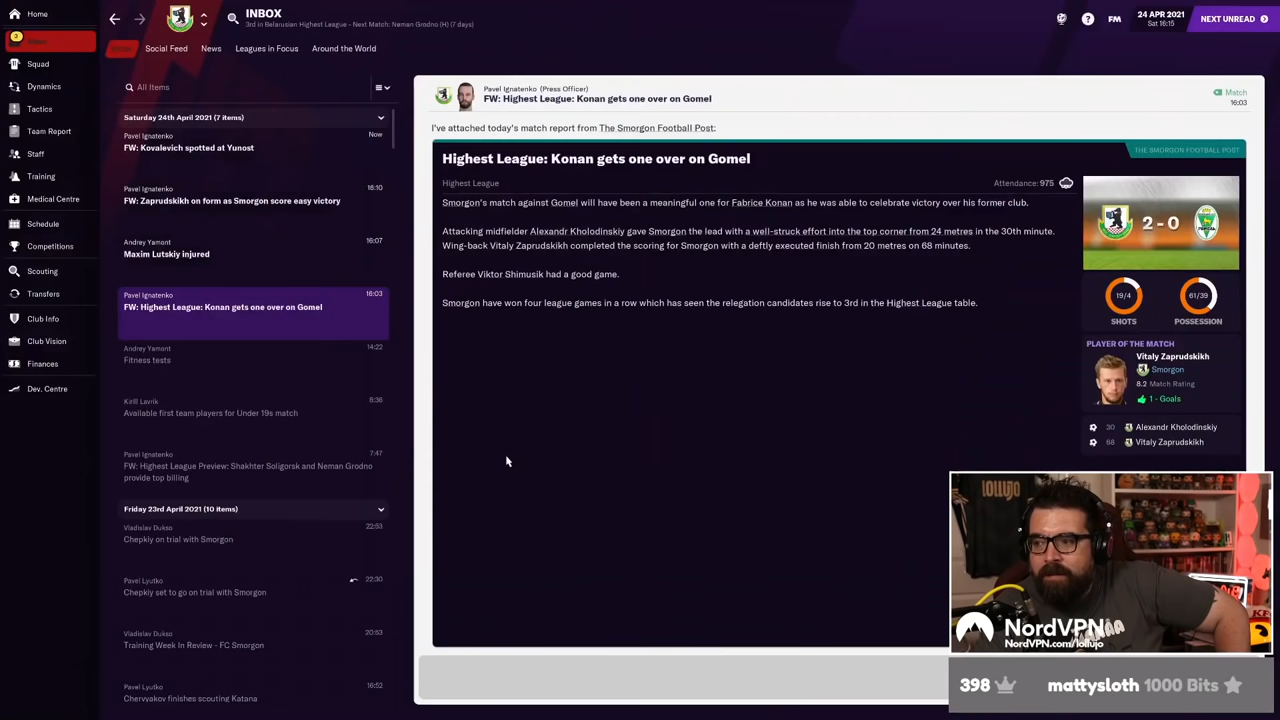 Home
INBOX
3rd in Belarusian Highest League - Next Match: Neman Grodno (H) (7 days)
24 APR 2021
Sat 16:15
FM
NEXT UNREAD
3
Squad
Dynamics
Tactics
Team Report
Staff
Training
Medical Centre
Schedule
Competitions
Scouting
Transfers
Club Info
Club Vision
Finances
Dev. Centre
Social Feed
News
Leagues in Focus
Around the World
All Items
Saturday 24th April 2021 (7 items)
Pavel Ignatenko
Now
FW: Kovalevich spotted at Yunost
Pavel Ignatenko
16:10
FW: Zaprudskikh on form as Smorgon score easy victory
Andrey Yamont
16:07
Maxim Lutskiy injured
Pavel Ignatenko
16:03
FW: Highest League: Konan gets one over on Gomel
Andrey Yamont
14:22
Fitness tests
Kirill Lavrik
8:36
Available first team players for Under 19s match
Pavel Ignatenko
7:47
FW: Highest League Preview: Shakhter Soligorsk and Neman Grodno
provide top billing
Friday 23rd April 2021 (10 items)
Vladislav Dukso
22:53
Chepkiy on trial with Smorgon
Pavel Lyutko
22:30
Chepkiy set to go on trial with Smorgon
Vladislav Dukso
20:53
Training Week In Review - FC Smorgon
Pavel Lyutko
16:52
Chervyakov finishes scouting Katana
Pavel Ignatenko (Press Officer)
FW: Highest League: Konan gets one over on Gomel
Match
16:03
I've attached today's match report from The Smorgon Football Post:
THE SMORGON FOOTBALL POST
Highest League: Konan gets one over on Gomel
Highest League
Attendance: 975
Smorgon's match against Gomel will have been a meaningful one for Fabrice Konan as he was able to celebrate victory over his former club.
Attacking midfielder Alexandr Kholodinskiy gave Smorgon the lead with a well-struck effort into the top corner from 24 metres in the 30th minute.
Wing-back Vitaly Zaprudskikh completed the scoring for Smorgon with a deftly executed finish from 20 metres on 68 minutes.
Referee Viktor Shimusik had a good game.
Smorgon have won four league games in a row which has seen the relegation candidates rise to 3rd in the Highest League table.
2 - 0
19/4
61/39
SHOTS
POSSESSION
PLAYER OF THE MATCH
Vitaly Zaprudskikh
Smorgon
8.2 Match Rating
1 - Goals
30 Alexandr Kholodinskiy
68 Vitaly Zaprudskikh
lollujo
NordVPN
NordVPN.com/lollujo
398
mattysloth 1000 Bits